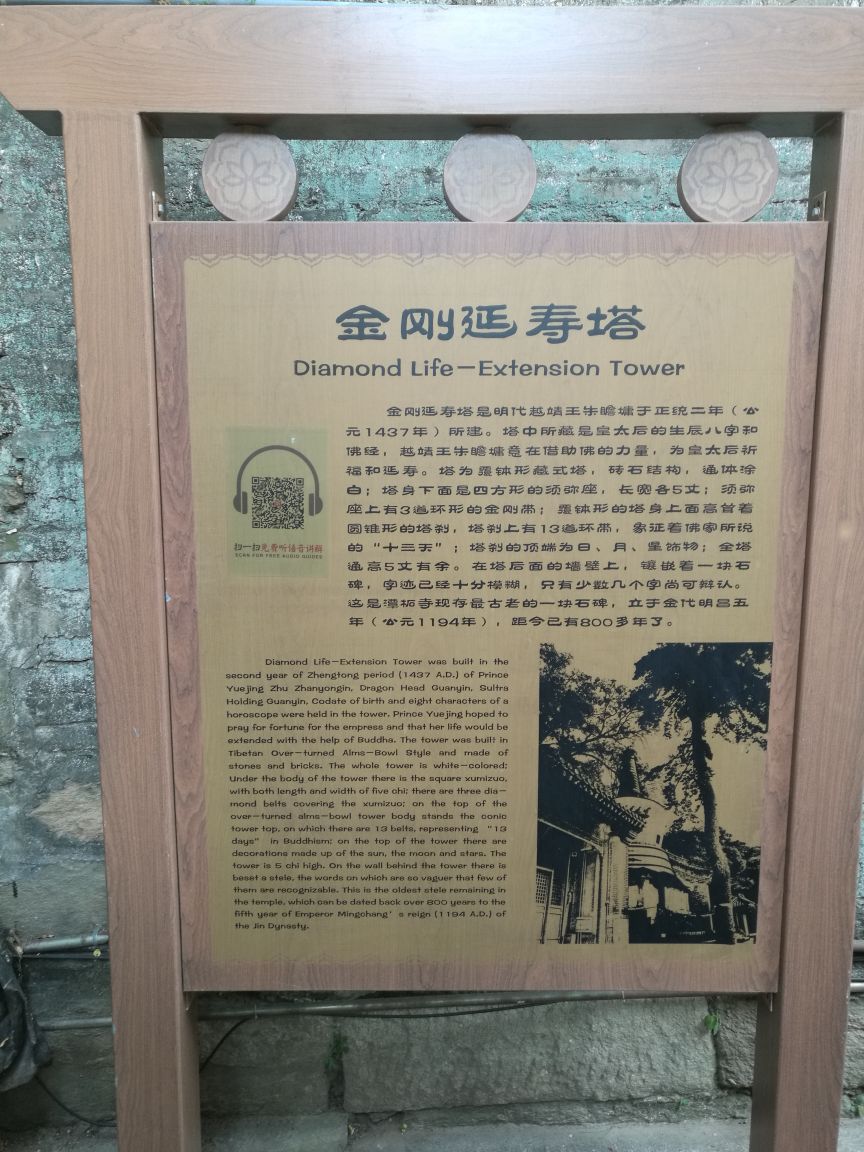 金刚延寿塔
Diamond Life-Extension Tower
金刚延寿塔是明代越靖王朱瞻墉于正统二年（公
元1437年）所建。塔中所藏是皇太后的生辰八字和
佛经，越靖王朱瞻墉意在借助佛的力量，为皇太后祈
福和延寿。塔为覆钵形藏式塔，砖石结构，通体涂
白；塔身下面是四方形的须弥座，长宽各5丈；须弥
座上有3道环形的金刚带；覆钵形的塔身上面高耸着
圆锥形的塔刹，塔刹上有13道环带，象征着佛家所说
的“十三天”；塔刹的顶端为日、月、星饰物；全塔
通高5丈有余。在塔后面的墙壁上，镶嵌着一块石
碑，字迹已经十分模糊，只有少数几个字尚可辩认。
这是潭柘寺现存最古老的一块石碑，立于金代明昌五
年（公元1194年），距今已有800多年了。
扫一扫免费听语音讲解
SCAN FOR FREE AUDIO GUIDES
Diamond Life-Extension Tower was built in the
second year of Zhengtong period (1437 A.D.) of Prince
Yuejing Zhu Zhanyongin, Dragon Head Guanyin, Sultra
Holding Guanyin, Codate of birth and eight characters of a
horoscope were held in the tower. Prince Yuejing hoped to
pray for fortune for the empress and that her life would be
extended with the help of Buddha. The tower was built in
Tibetan Over-turned Alms-Bowl Style and made of
stones and bricks. The whole tower is white-colored;
Under the body of the tower there is the square xumizuo,
with both length and width of five chi; there are three dia-
mond belts covering the xumizuo; on the top of the
over-turned alms-bowl tower body stands the conic
tower top, on which there are 13 belts, representing “13
days” in Buddhism; on the top of the tower there are
decorations made up of the sun, the moon and stars. The
tower is 5 chi high. On the wall behind the tower there is
beset a stele, the words on which are so vaguer that few of
them are recognizable. This is the oldest stele remaining in
the temple, which can be dated back over 800 years to the
fifth year of Emperor Mingchang's reign (1194 A.D.) of
the Jin Dynasty.